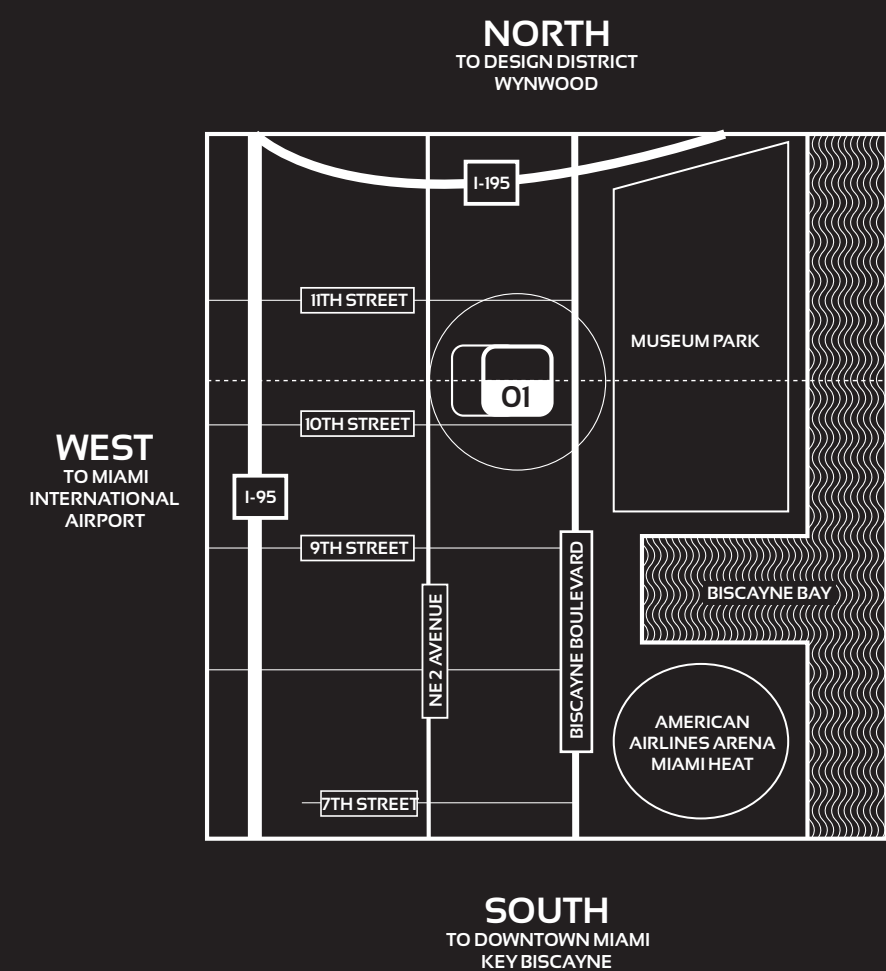 NORTH
TO DESIGN DISTRICT
WYNWOOD
I-195
11TH STREET
MUSEUM PARK
01
10TH STREET
WEST
TO MIAMI
INTERNATIONAL
AIRPORT
I-95
9TH STREET
BISCAYNE BOULEVARD
BISCAYNE BAY
NE 2 AVENUE
AMERICAN
AIRLINES ARENA
MIAMI HEAT
7TH STREET
SOUTH
TO DOWNTOWN MIAMI
KEY BISCAYNE